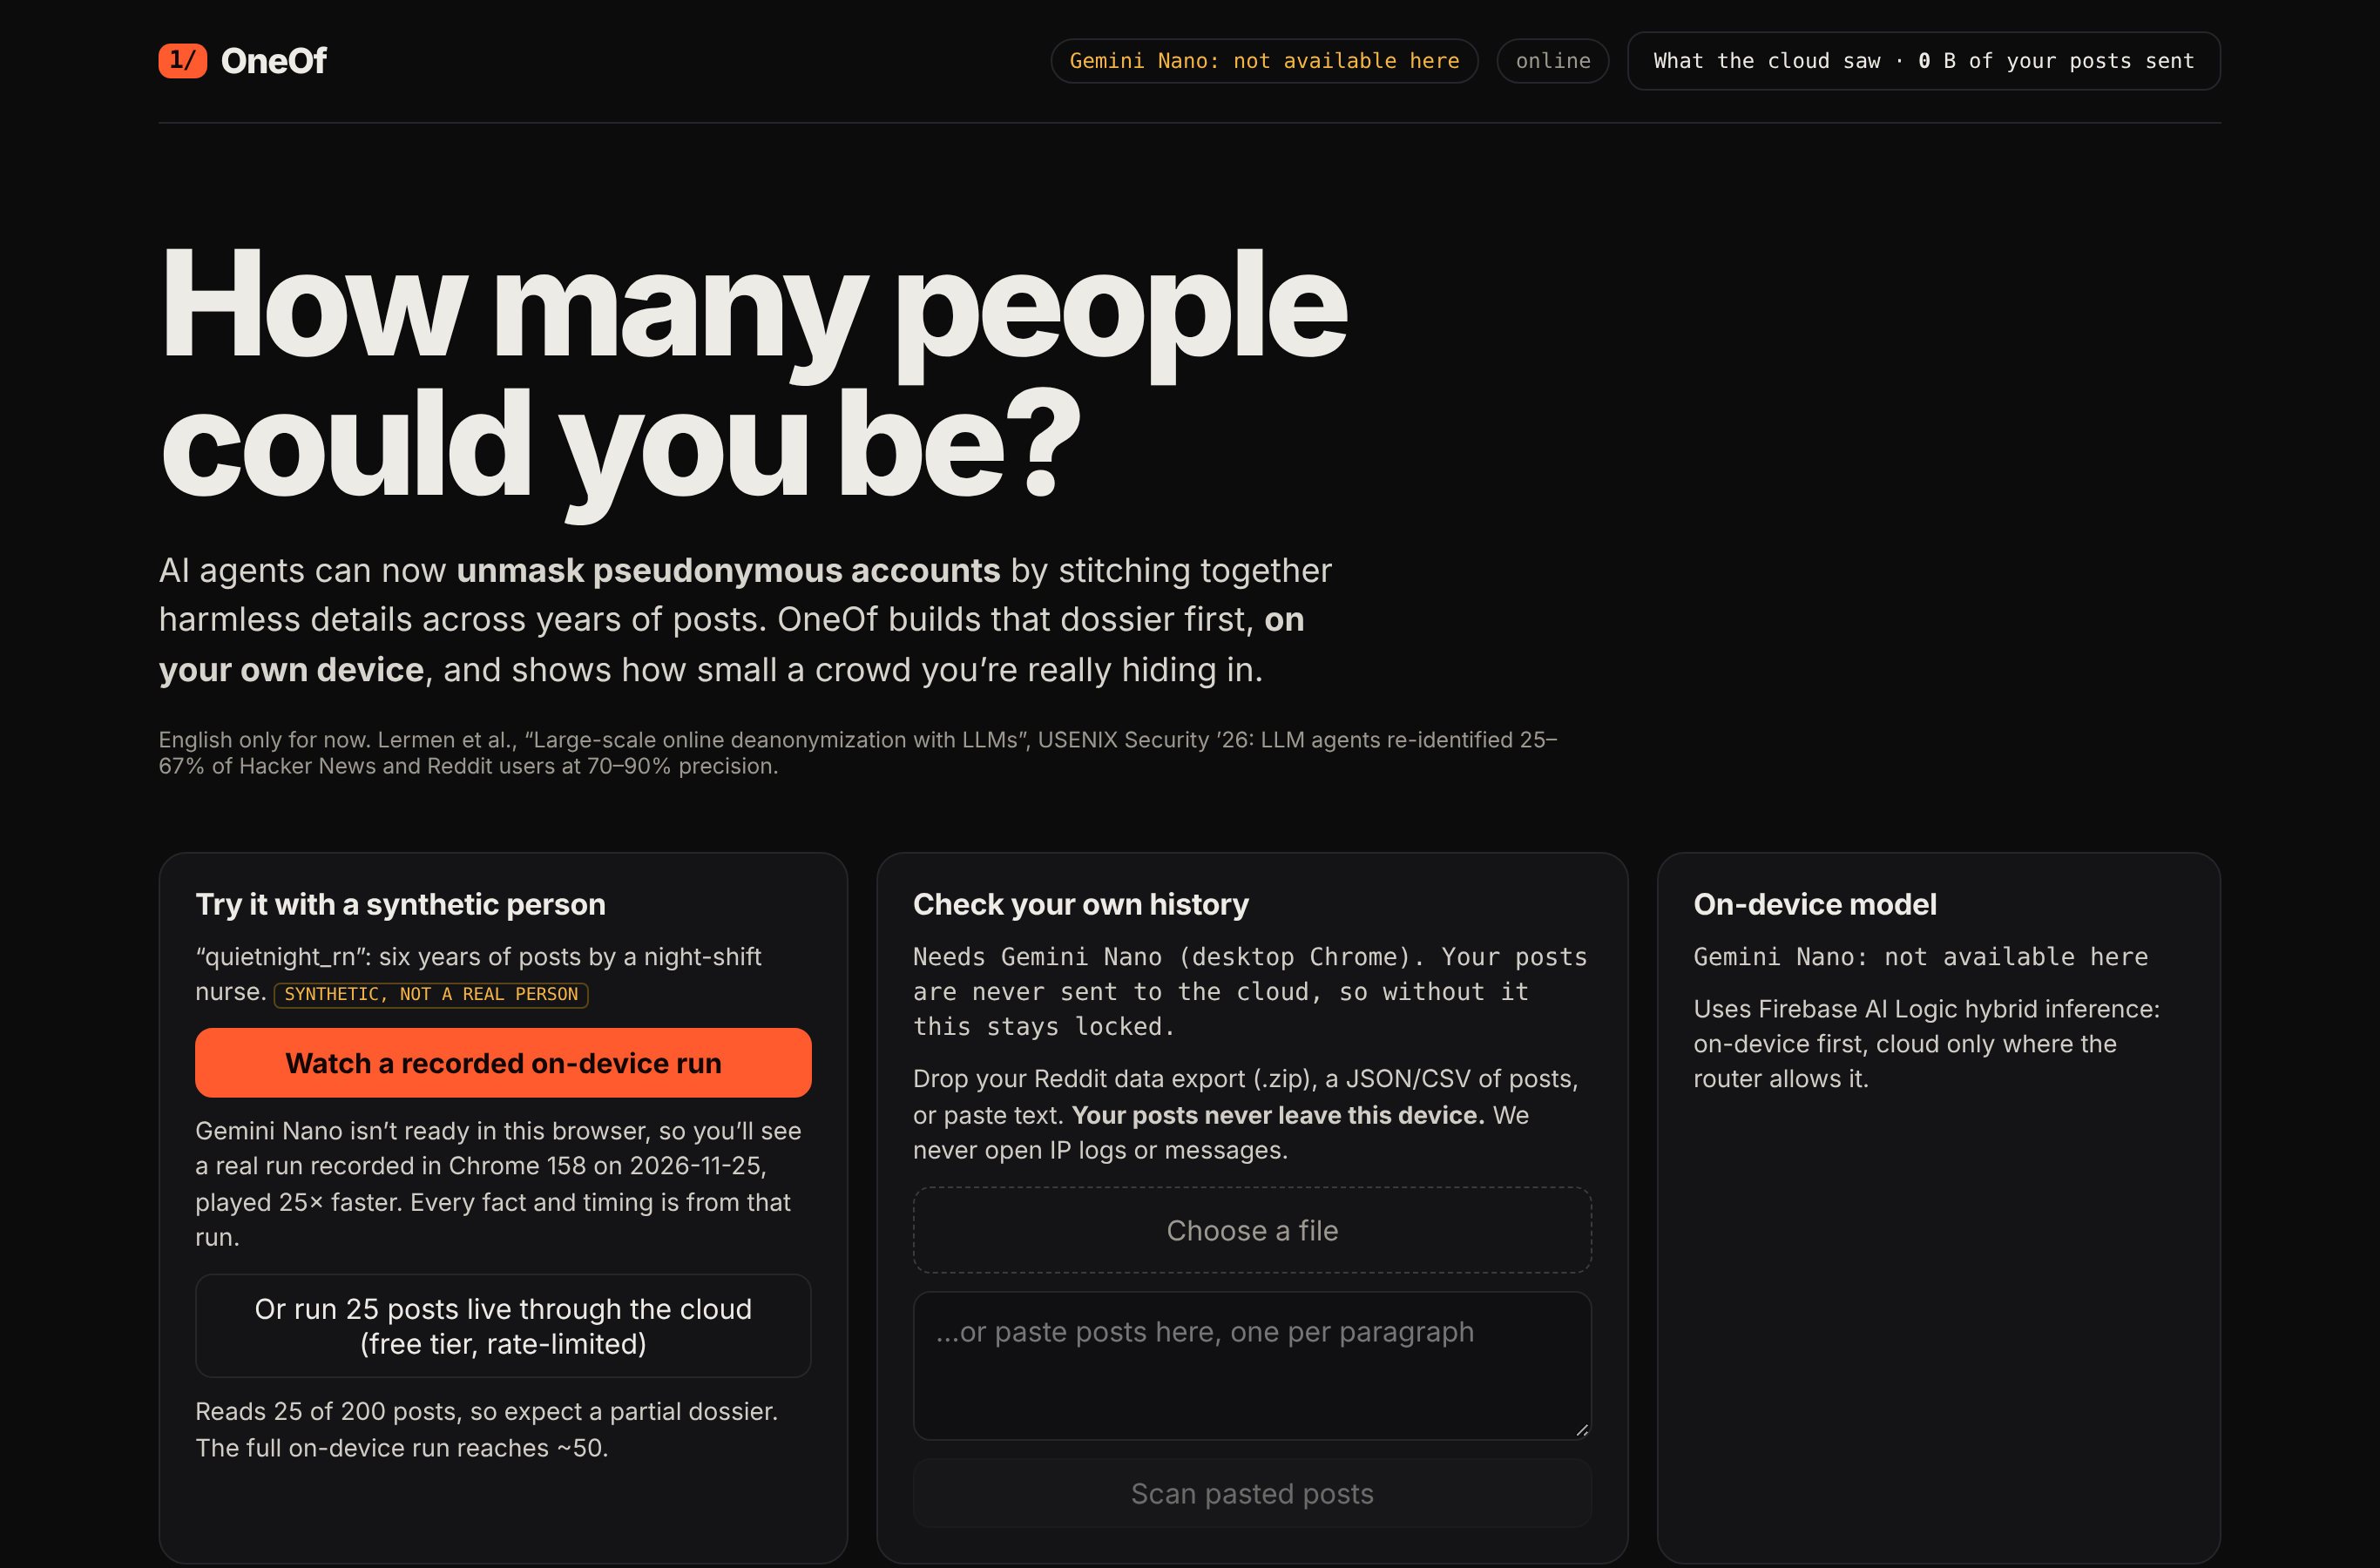 1/ OneOf
Gemini Nano: not available here
online
What the cloud saw · 0 B of your posts sent
How many people
could you be?
AI agents can now unmask pseudonymous accounts by stitching together
harmless details across years of posts. OneOf builds that dossier first, on
your own device, and shows how small a crowd you’re really hiding in.
English only for now. Lermen et al., “Large-scale online deanonymization with LLMs”, USENIX Security ’26: LLM agents re-identified 25–
67% of Hacker News and Reddit users at 70–90% precision.
Try it with a synthetic person
“quietnight_rn”: six years of posts by a night-shift
nurse. SYNTHETIC, NOT A REAL PERSON
Watch a recorded on-device run
Gemini Nano isn’t ready in this browser, so you’ll see
a real run recorded in Chrome 158 on 2026-11-25,
played 25× faster. Every fact and timing is from that
run.
Or run 25 posts live through the cloud
(free tier, rate-limited)
Reads 25 of 200 posts, so expect a partial dossier.
The full on-device run reaches ~50.
Check your own history
Needs Gemini Nano (desktop Chrome). Your posts
are never sent to the cloud, so without it
this stays locked.
Drop your Reddit data export (.zip), a JSON/CSV of posts,
or paste text. Your posts never leave this device. We
never open IP logs or messages.
Choose a file
…or paste posts here, one per paragraph
Scan pasted posts
On-device model
Gemini Nano: not available here
Uses Firebase AI Logic hybrid inference:
on-device first, cloud only where the
router allows it.